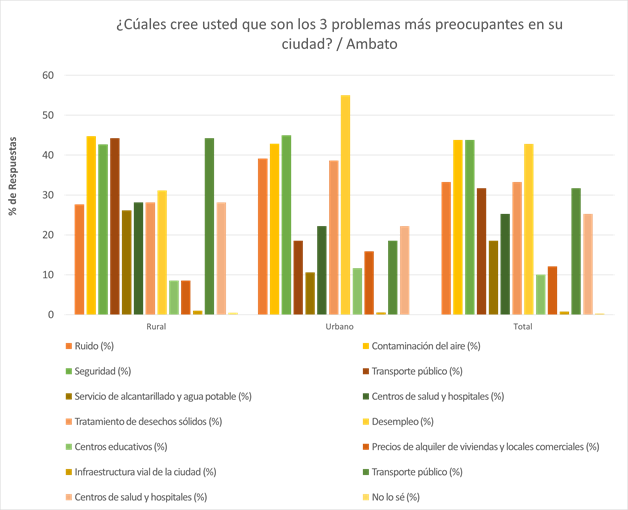 ¿Cúales cree usted que son los 3 problemas más preocupantes en su
ciudad? / Ambato
% de Respuestas
60
50
40
30
20
10
0
Rural
Urbano
Total
Ruido (%)
Contaminación del aire (%)
Seguridad (%)
Transporte público (%)
Servicio de alcantarillado y agua potable (%)
Centros de salud y hospitales (%)
Tratamiento de desechos sólidos (%)
Desempleo (%)
Centros educativos (%)
Precios de alquiler de viviendas y locales comerciales (%)
Infraestructura vial de la ciudad (%)
Transporte público (%)
Centros de salud y hospitales (%)
No lo sé (%)